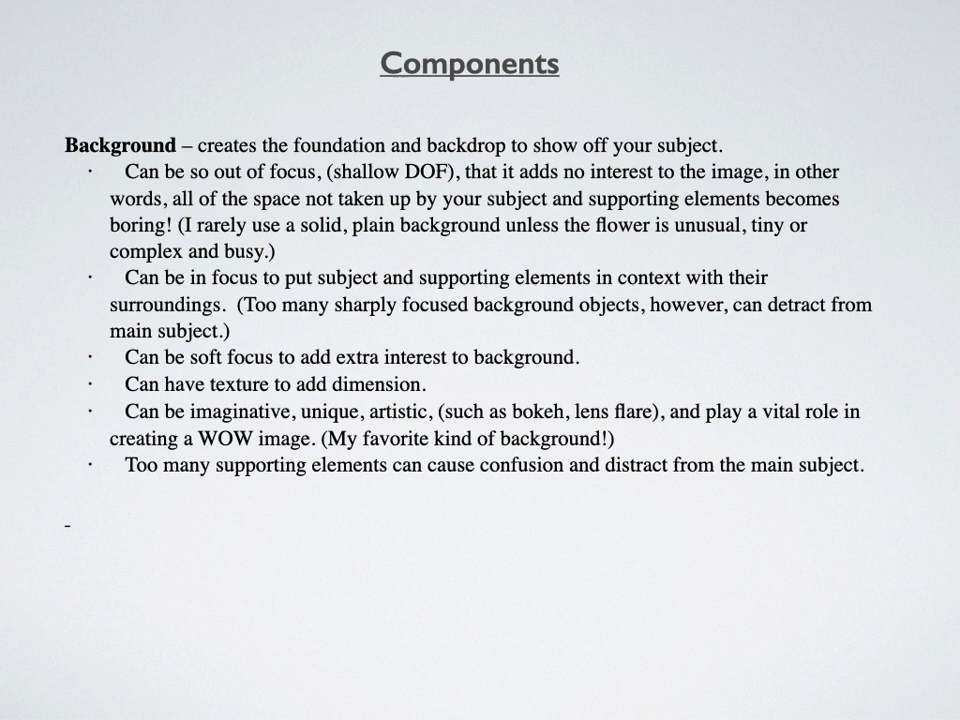 Components
Background – creates the foundation and backdrop to show off your subject.
· Can be so out of focus, (shallow DOF), that it adds no interest to the image, in other
words, all of the space not taken up by your subject and supporting elements becomes
boring! (I rarely use a solid, plain background unless the flower is unusual, tiny or
complex and busy.)
· Can be in focus to put subject and supporting elements in context with their
surroundings.  (Too many sharply focused background objects, however, can detract from
main subject.)
· Can be soft focus to add extra interest to background.
· Can have texture to add dimension.
· Can be imaginative, unique, artistic, (such as bokeh, lens flare), and play a vital role in
creating a WOW image. (My favorite kind of background!)
· Too many supporting elements can cause confusion and distract from the main subject.
-